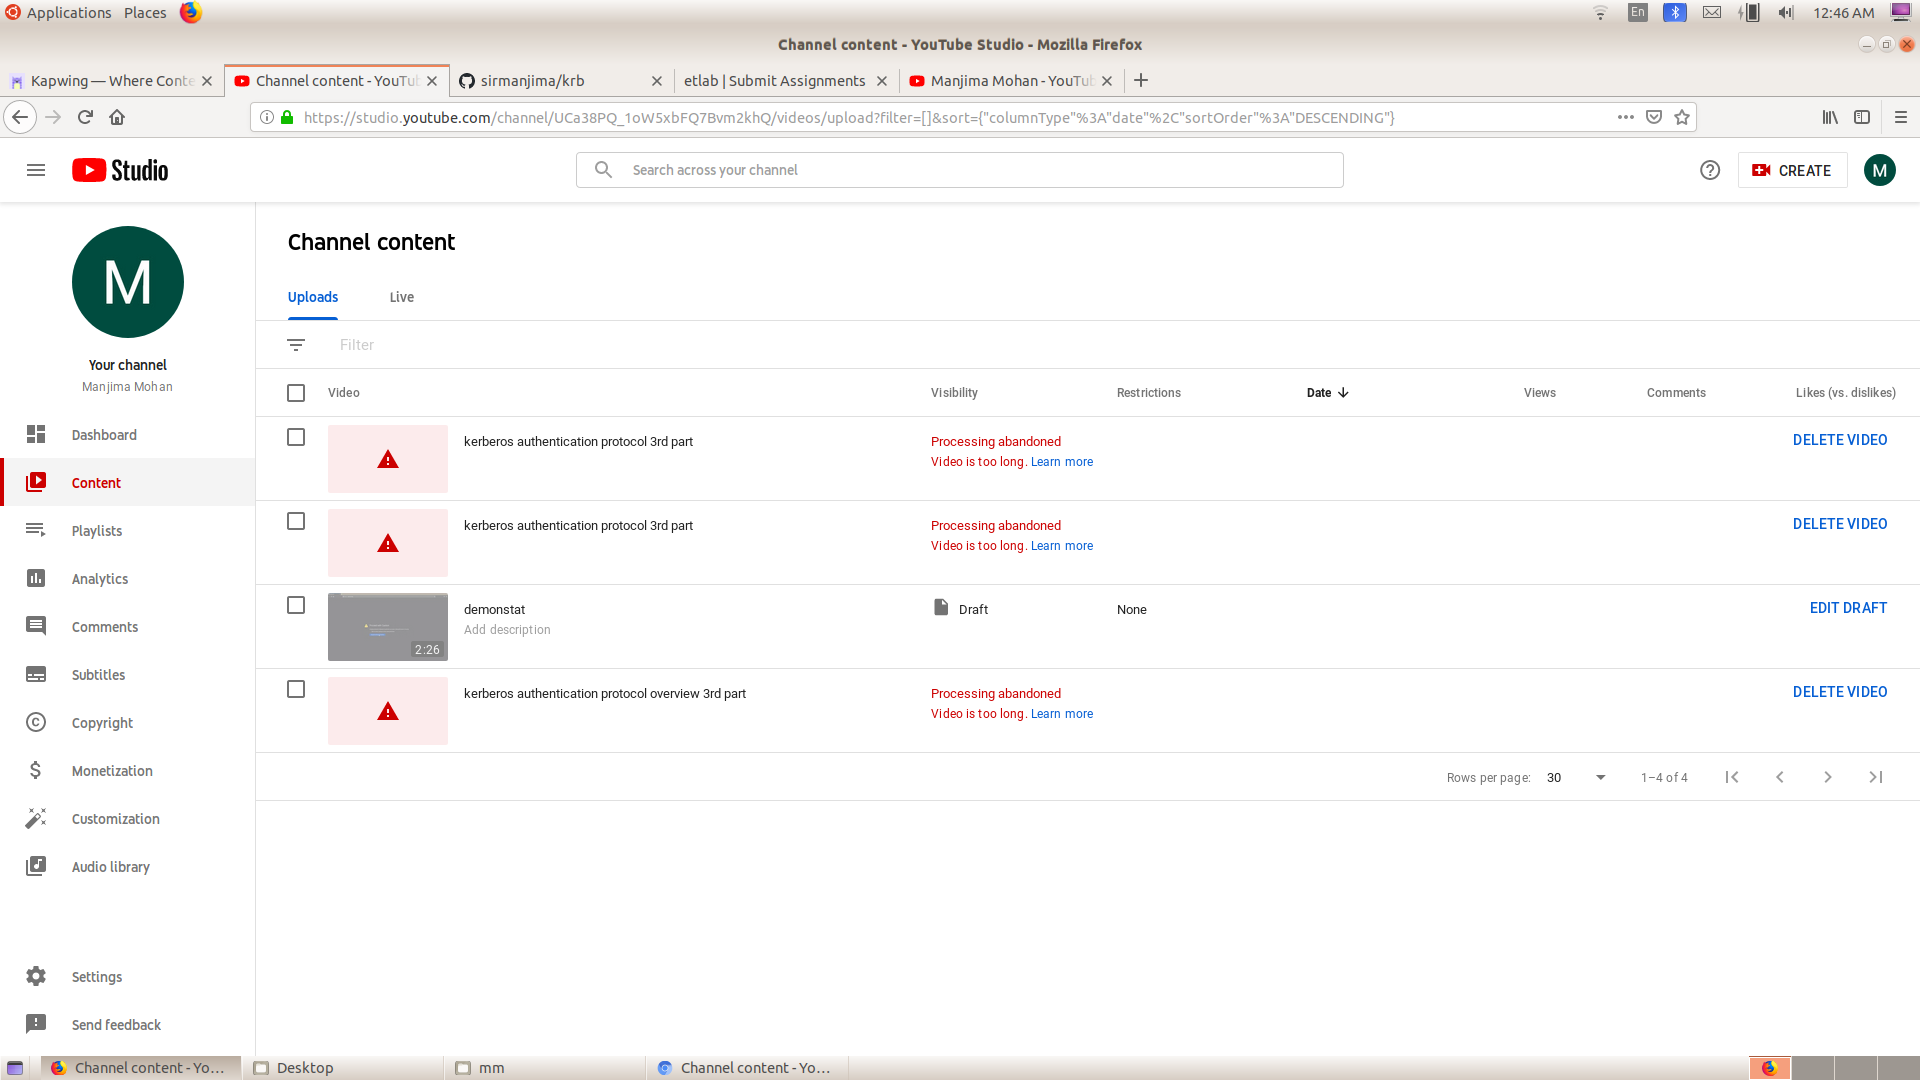 Applications Places En 12:46 AM
Channel content - YouTube Studio - Mozilla Firefox
Kapwing — Where Conte Channel content - YouTu sirmanjima/krb etlab | Submit Assignments Manjima Mohan - YouTub
https://studio.youtube.com/channel/UCa38PQ_1oW5xbFQ7Bvm2khQ/videos/upload?filter=[]&sort={"columnType"%3A"date"%2C"sortOrder"%3A"DESCENDING"}
Studio Search across your channel CREATE M
M
Your channel
Manjima Mohan
Dashboard
Content
Playlists
Analytics
Comments
Subtitles
Copyright
Monetization
Customization
Audio library
Settings
Send feedback
Channel content
Uploads Live
Filter
Video Visibility Restrictions Date Views Comments Likes (vs. dislikes)
kerberos authentication protocol 3rd part Processing abandoned DELETE VIDEO
Video is too long. Learn more
kerberos authentication protocol 3rd part Processing abandoned DELETE VIDEO
Video is too long. Learn more
demonstat Draft None EDIT DRAFT
Add description
2:26
kerberos authentication protocol overview 3rd part Processing abandoned DELETE VIDEO
Video is too long. Learn more
Rows per page: 30 1–4 of 4
Channel content - Yo... Desktop mm Channel content - Yo...